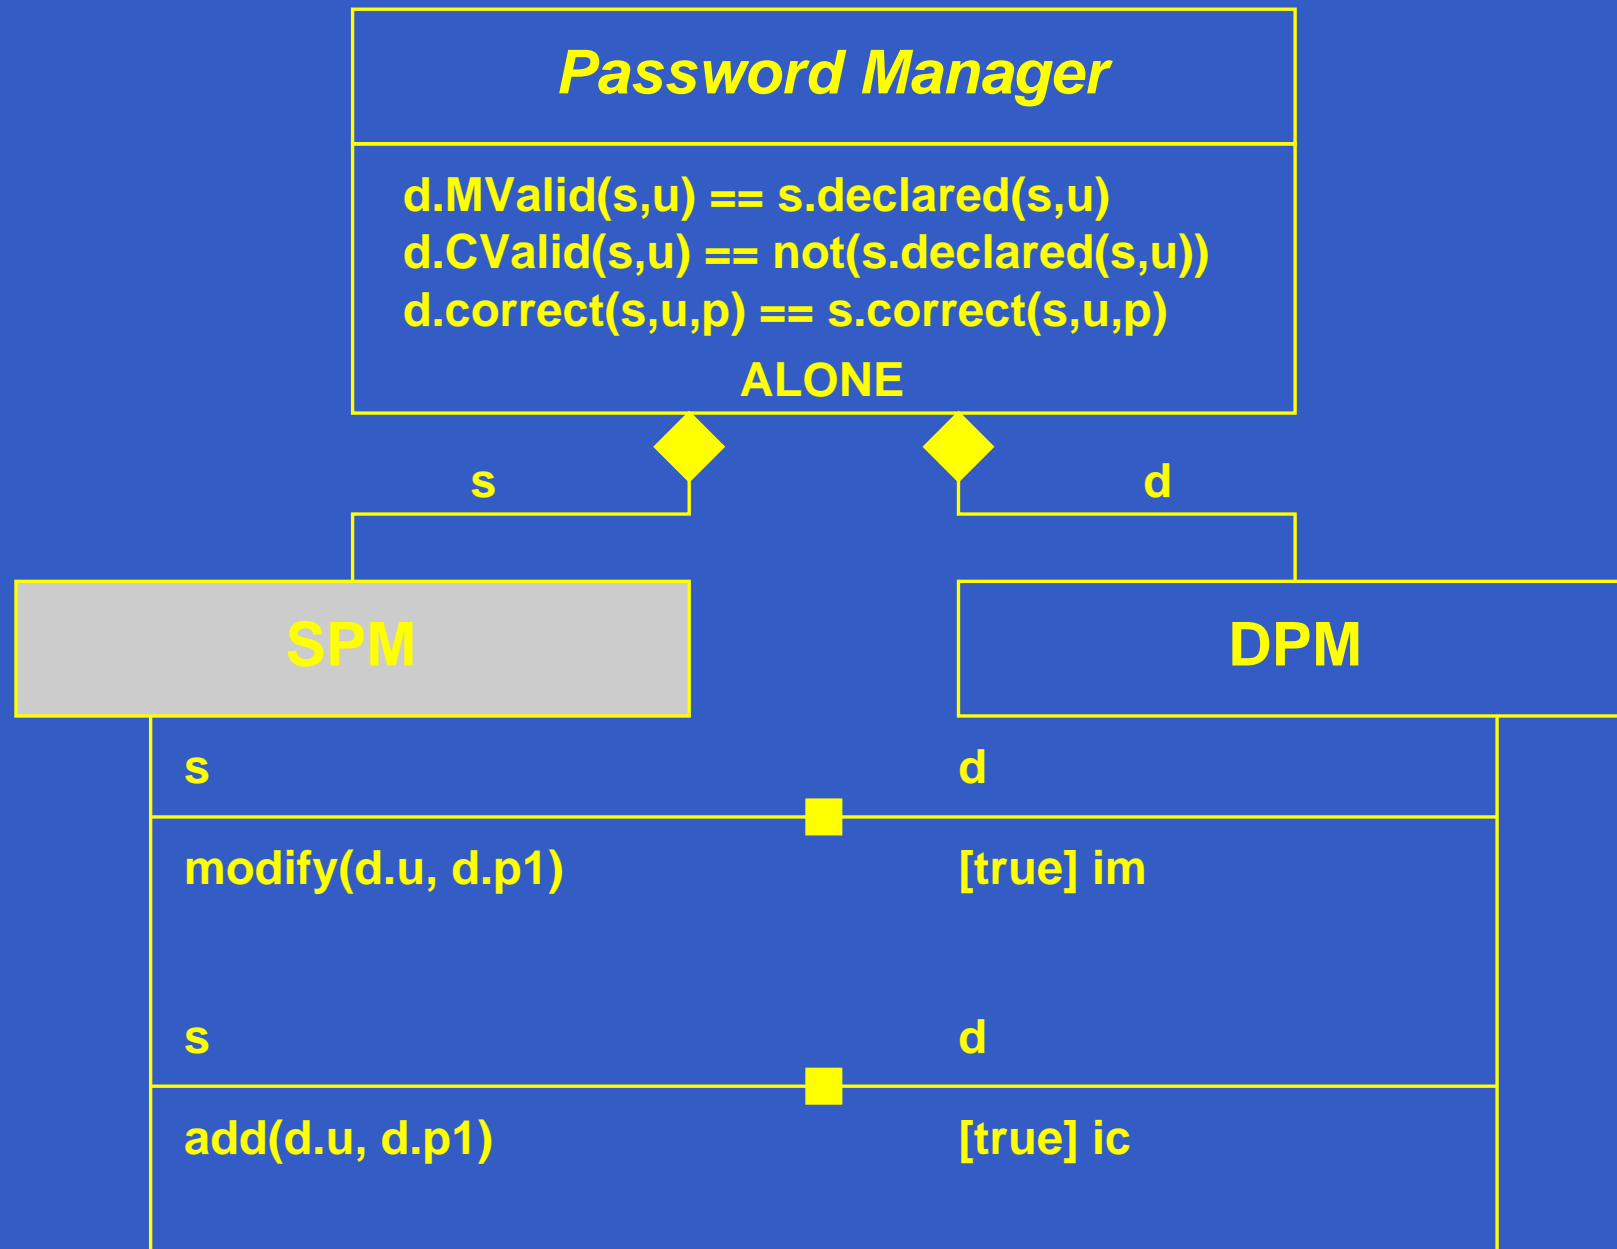 Password Manager
d.MValid(s,u) == s.declared(s,u)
d.CValid(s,u) == not(s.declared(s,u))
d.correct(s,u,p) == s.correct(s,u,p)
ALONE
s
d
SPM
DPM
s
d
modify(d.u, d.p1)
[true] im
s
d
add(d.u, d.p1)
[true] ic